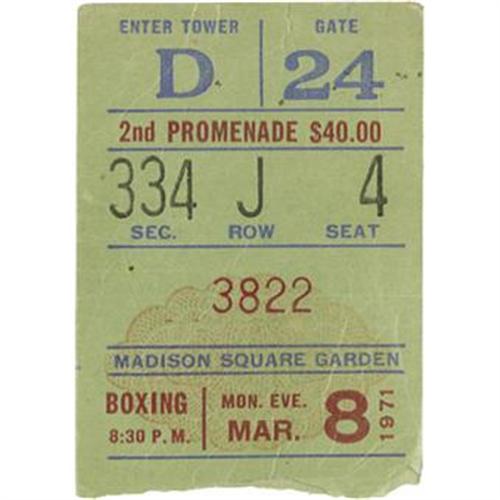 ENTER TOWER GATE
D 24
2nd PROMENADE $40.00
334 J 4
SEC. ROW SEAT
3822
MADISON SQUARE GARDEN
BOXING MON. EVE.
8:30 P.M. MAR. 8 1971